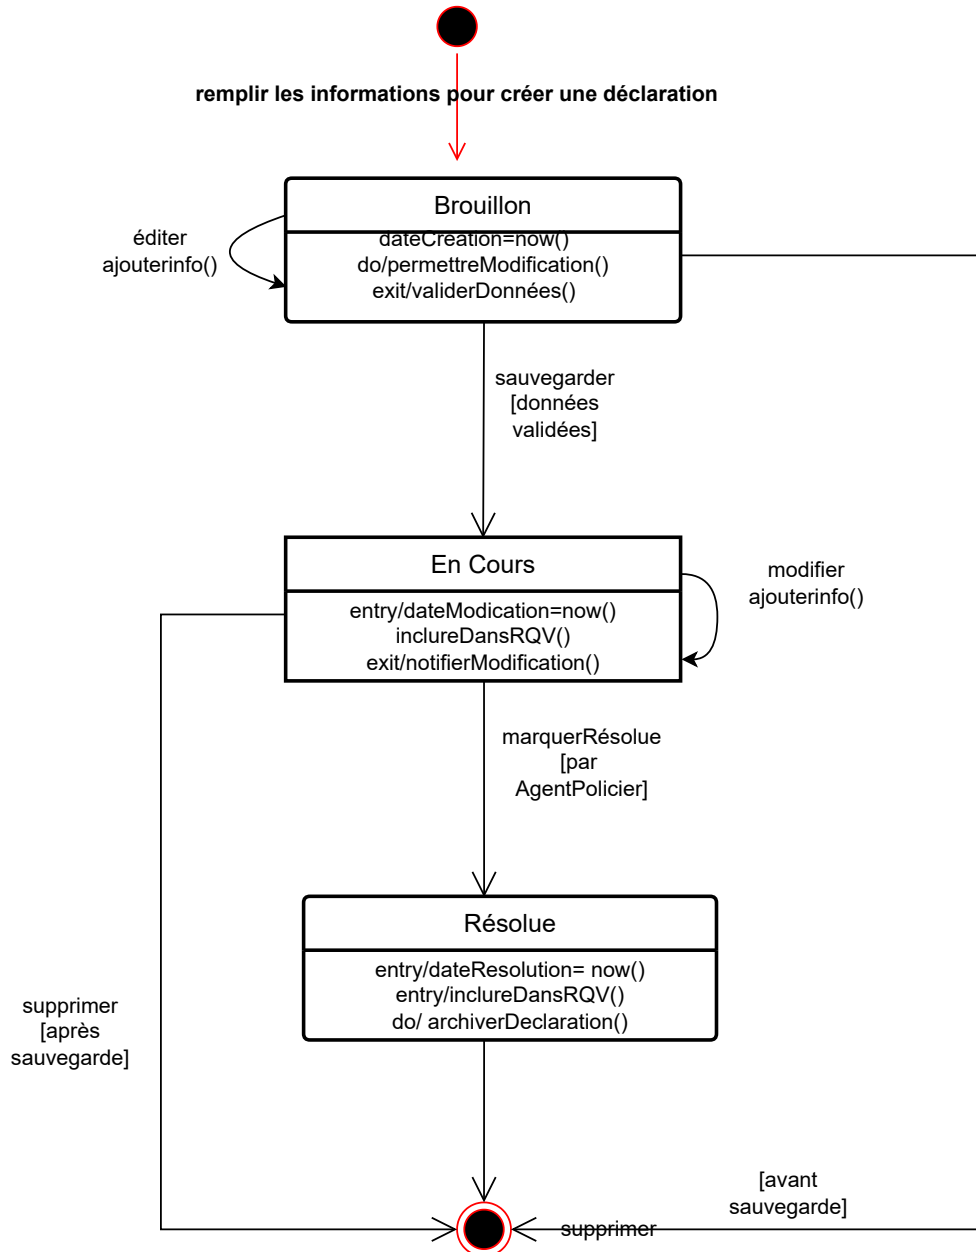 remplir les informations pour créer une déclaration
Brouillon
éditer
ajouterinfo()
dateCreation=now()
do/permettreModification()
exit/validerDonnées()
sauvegarder
[données
validées]
En Cours
entry/dateModication=now()
inclureDansRQV()
exit/notifierModification()
modifier
ajouterinfo()
marquerRésolue
[par
AgentPolicier]
Résolue
entry/dateResolution= now()
entry/inclureDansRQV()
do/ archiverDeclaration()
supprimer
[après
sauvegarde]
[avant
sauvegarde]
supprimer